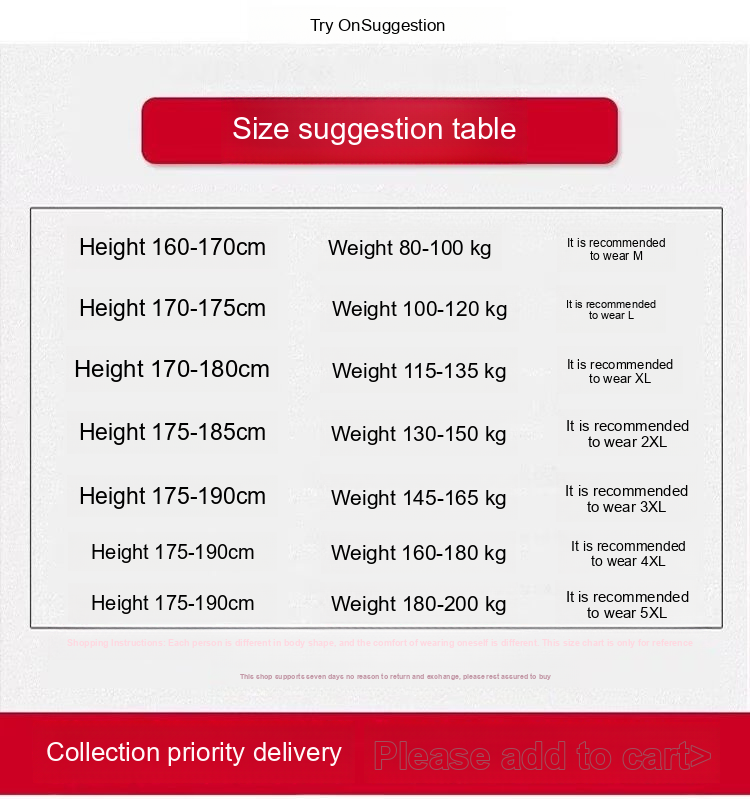 Try OnSuggestion
Size suggestion table
Height 160-170cm Weight 80-100 kg It is recommended
to wear M
Height 170-175cm Weight 100-120 kg It is recommended
to wear L
Height 170-180cm Weight 115-135 kg It is recommended
to wear XL
Height 175-185cm Weight 130-150 kg It is recommended
to wear 2XL
Height 175-190cm Weight 145-165 kg It is recommended
to wear 3XL
Height 175-190cm Weight 160-180 kg It is recommended
to wear 4XL
Height 175-190cm Weight 180-200 kg It is recommended
to wear 5XL
Shopping instructions: Each person is different in body shape, and the comfort of wearing oneself is different. This size chart is only for reference
This shop supports seven days no reason to return and exchange, please rest assured to buy
Collection priority delivery Please add to cart>